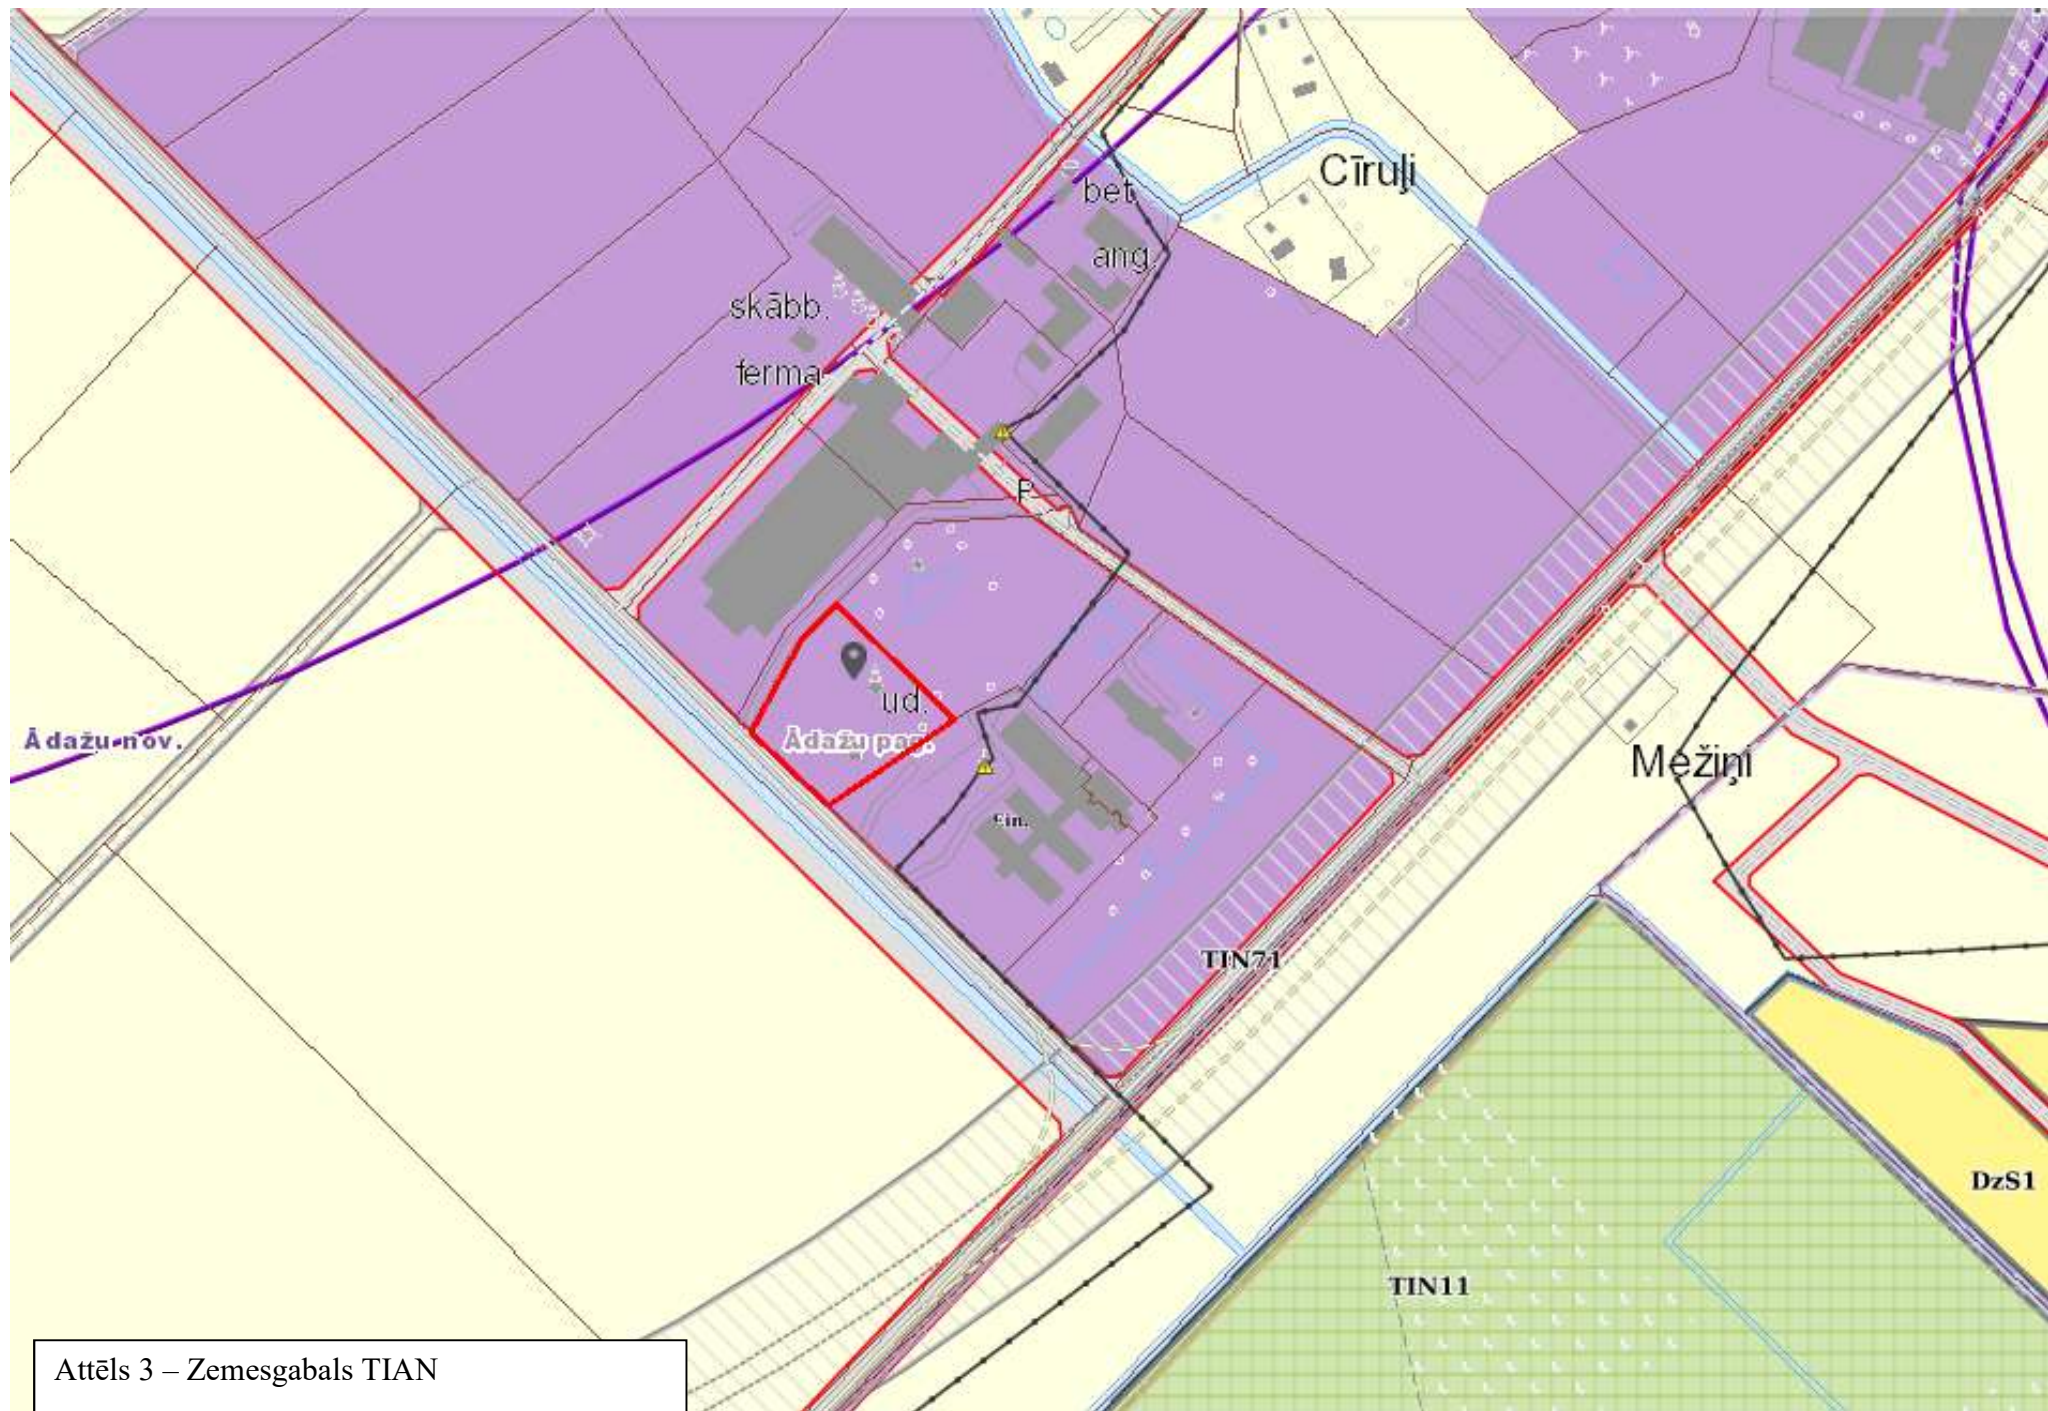 Cīruļi
bet.
ang.
skābb.
ferma
P
ud.
Ādažu nov.
Ādažu pag.
Mežiņi
TIN71
DzS1
TIN11
Attēls 3 – Zemesgabals TIAN